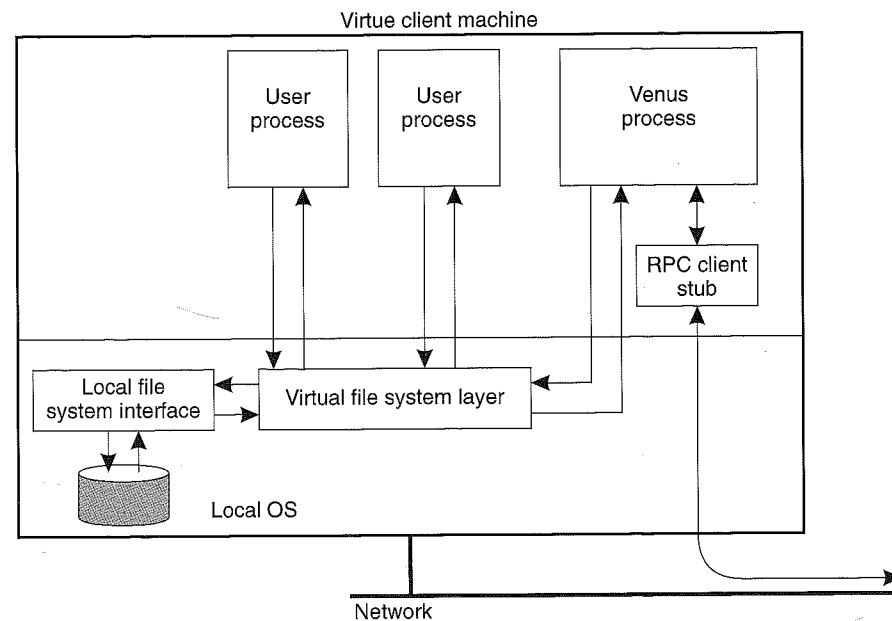 Virtue client machine
User
process
User
process
Venus
process
RPC client
stub
Local file
system interface
Virtual file system layer
Local OS
Network